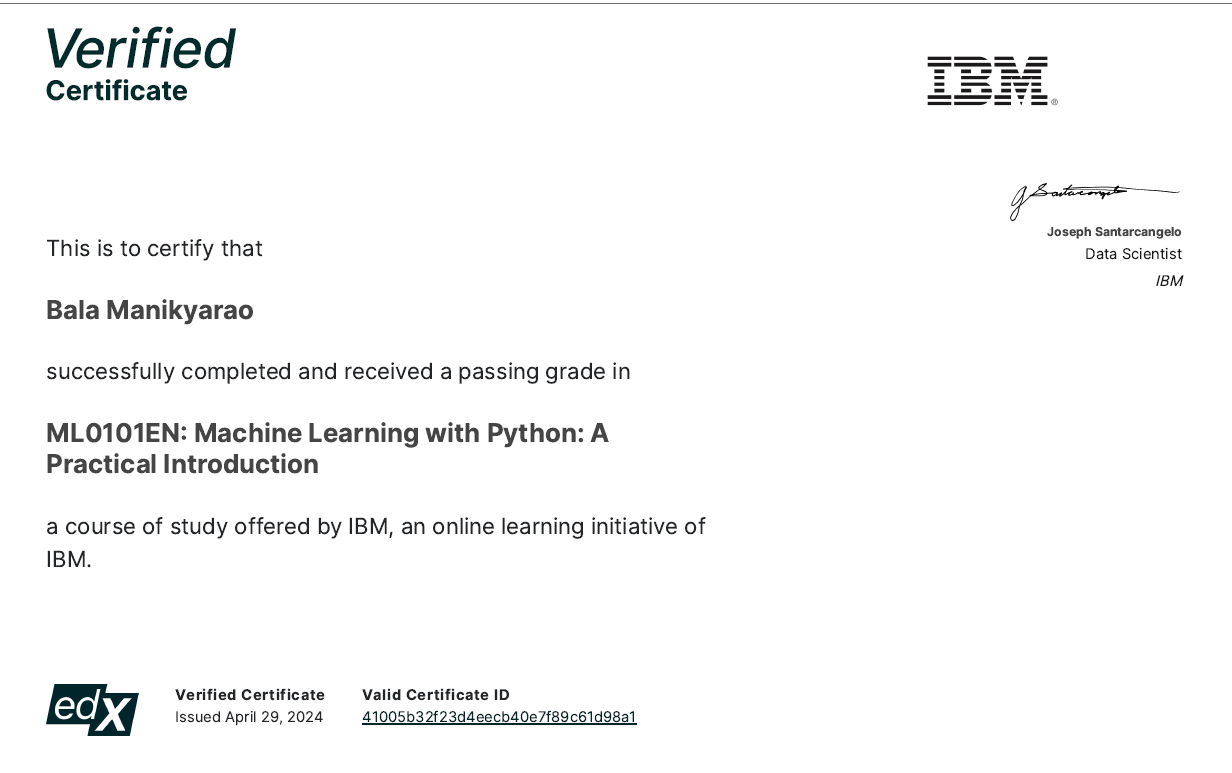 Verified
Certificate
IBM®
J Santarcangelo
Joseph Santarcangelo
Data Scientist
IBM
This is to certify that
Bala Manikyarao
successfully completed and received a passing grade in
ML0101EN: Machine Learning with Python: A
Practical Introduction
a course of study offered by IBM, an online learning initiative of
IBM.
edX
Verified Certificate
Issued April 29, 2024
Valid Certificate ID
41005b32f23d4eecb40e7f89c61d98a1